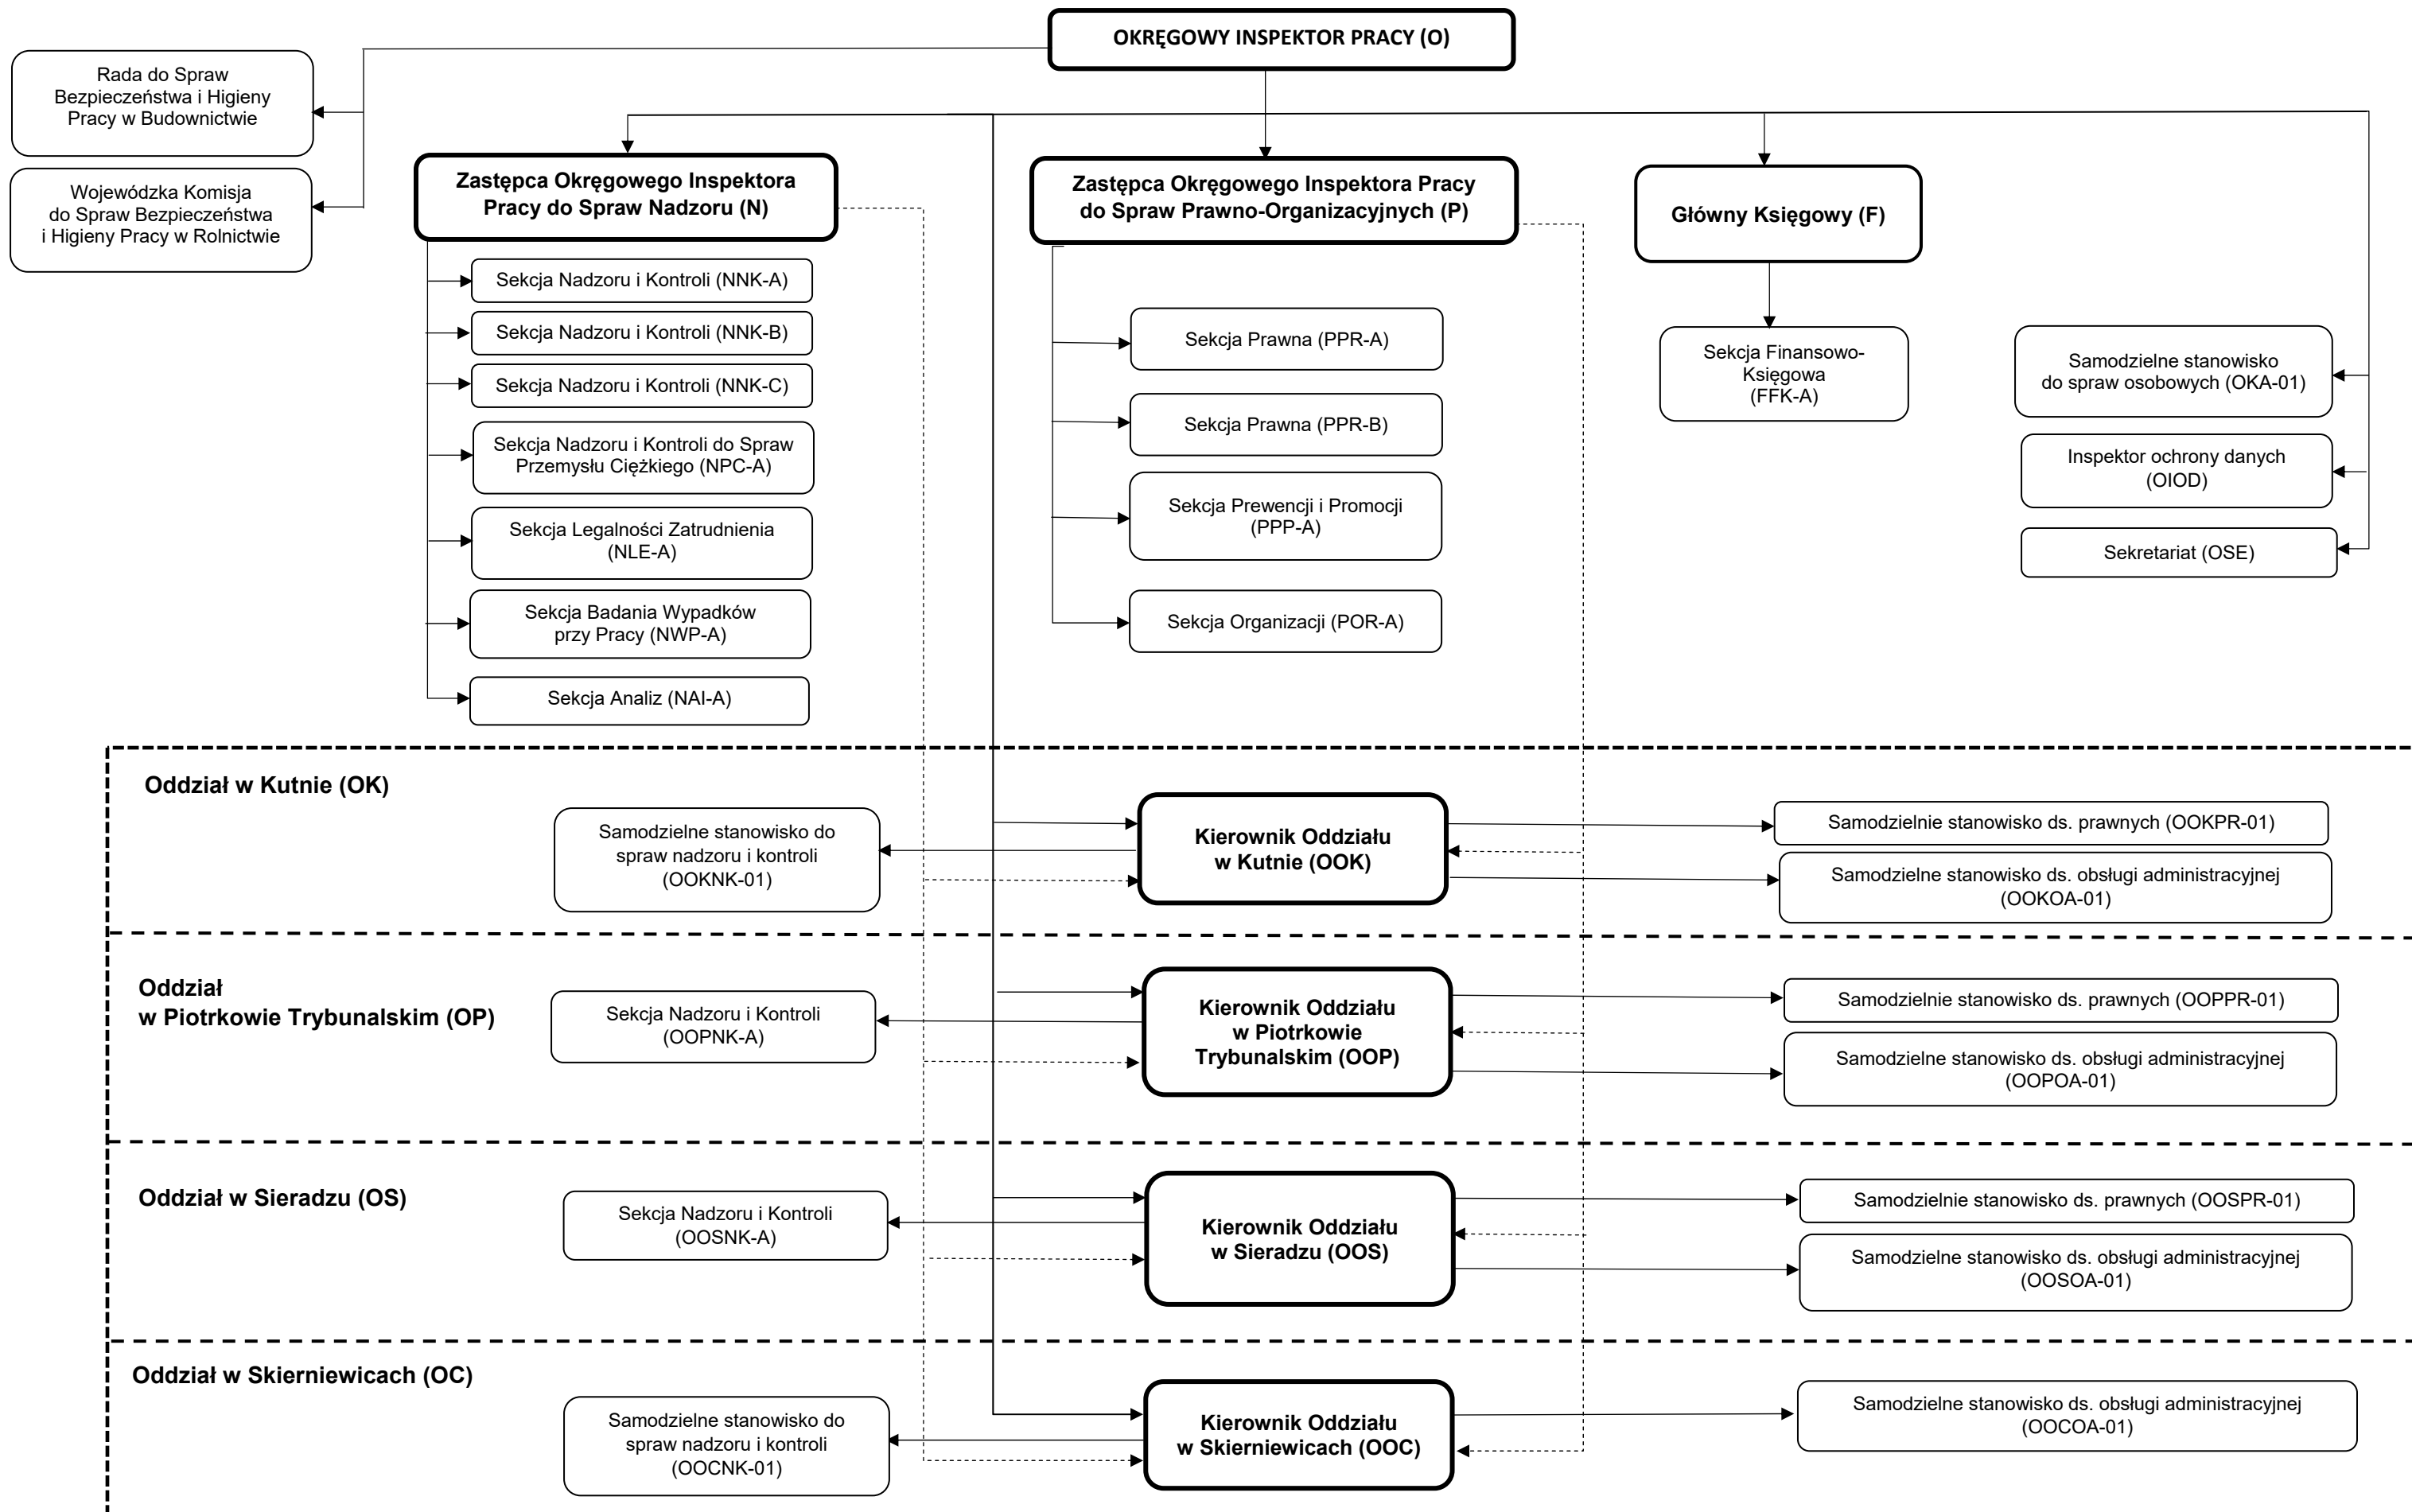 OKRĘGOWY INSPEKTOR PRACY (O)
Rada do Spraw
Bezpieczeństwa i Higieny
Pracy w Budownictwie
Wojewódzka Komisja
do Spraw Bezpieczeństwa
i Higieny Pracy w Rolnictwie
Zastępca Okręgowego Inspektora
Pracy do Spraw Nadzoru (N)
Sekcja Nadzoru i Kontroli (NNK-A)
Sekcja Nadzoru i Kontroli (NNK-B)
Sekcja Nadzoru i Kontroli (NNK-C)
Sekcja Nadzoru i Kontroli do Spraw
Przemysłu Ciężkiego (NPC-A)
Sekcja Legalności Zatrudnienia
(NLE-A)
Sekcja Badania Wypadków
przy Pracy (NWP-A)
Sekcja Analiz (NAI-A)
Zastępca Okręgowego Inspektora Pracy
do Spraw Prawno-Organizacyjnych (P)
Sekcja Prawna (PPR-A)
Sekcja Prawna (PPR-B)
Sekcja Prewencji i Promocji
(PPP-A)
Sekcja Organizacji (POR-A)
Główny Księgowy (F)
Sekcja Finansowo-
Księgowa
(FFK-A)
Samodzielne stanowisko
do spraw osobowych (OKA-01)
Inspektor ochrony danych
(OIOD)
Sekretariat (OSE)
Oddział w Kutnie (OK)
Samodzielne stanowisko do
spraw nadzoru i kontroli
(OOKNK-01)
Kierownik Oddziału
w Kutnie (OOK)
Samodzielnie stanowisko ds. prawnych (OOKPR-01)
Samodzielne stanowisko ds. obsługi administracyjnej
(OOKOA-01)
Oddział
w Piotrkowie Trybunalskim (OP)
Sekcja Nadzoru i Kontroli
(OOPNK-A)
Kierownik Oddziału
w Piotrkowie
Trybunalskim (OOP)
Samodzielnie stanowisko ds. prawnych (OOPPR-01)
Samodzielne stanowisko ds. obsługi administracyjnej
(OOPOA-01)
Oddział w Sieradzu (OS)
Sekcja Nadzoru i Kontroli
(OOSNK-A)
Kierownik Oddziału
w Sieradzu (OOS)
Samodzielnie stanowisko ds. prawnych (OOSPR-01)
Samodzielne stanowisko ds. obsługi administracyjnej
(OOSOA-01)
Oddział w Skierniewicach (OC)
Samodzielne stanowisko do
spraw nadzoru i kontroli
(OOCNK-01)
Kierownik Oddziału
w Skierniewicach (OOC)
Samodzielne stanowisko ds. obsługi administracyjnej
(OOCOA-01)